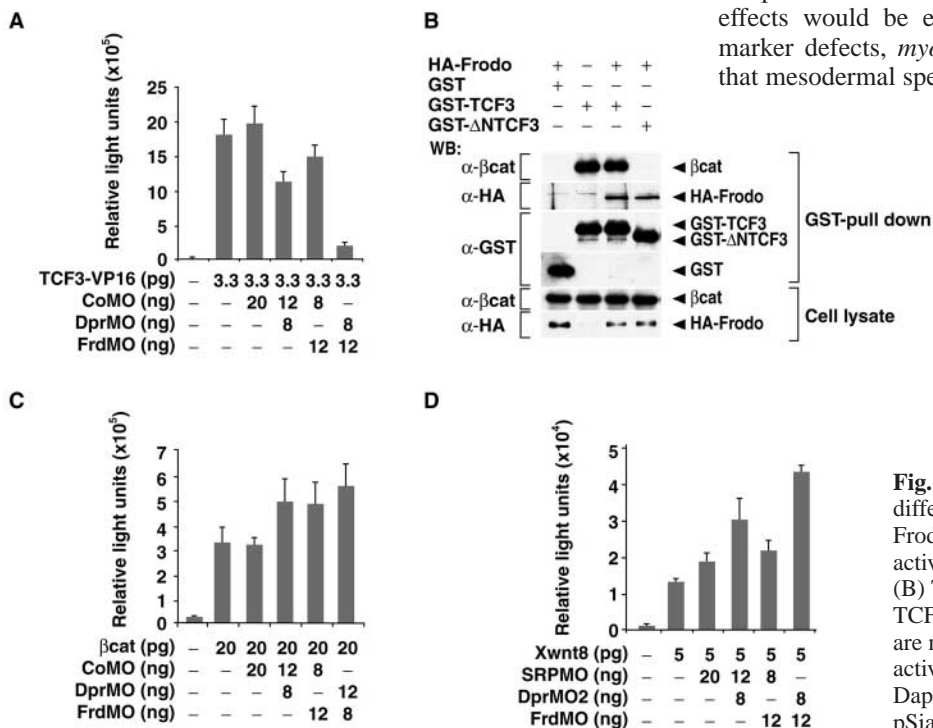 A
Relative light units (x10⁵)
25
20
15
10
5
0
TCF3-VP16 (pg) – 3.3 3.3 3.3 3.3 3.3
CoMO (ng) – – 20 12 8 –
DprMO (ng) – – – 8 – 8
FrdMO (ng) – – – – 12 12
B
HA-Frodo + – + +
GST + – – –
GST-TCF3 – + + –
GST-ΔNTCF3 – – – +
WB:
α-βcat ◄ βcat
α-HA ◄ HA-Frodo
α-GST ◄ GST-TCF3
◄ GST-ΔNTCF3
◄ GST
GST-pull down
α-βcat ◄ βcat
α-HA ◄ HA-Frodo
Cell lysate
effects would be e
marker defects, myo
that mesodermal spe
C
Relative light units (x10⁵)
7
6
5
4
3
2
1
0
βcat (pg) – 20 20 20 20 20
CoMO (ng) – – 20 12 8 –
DprMO (ng) – – – 8 – 12
FrdMO (ng) – – – – 12 8
D
Relative light units (x10⁴)
5
4
3
2
1
0
Xwnt8 (pg) – 5 5 5 5 5
SRPMO (ng) – – 20 12 8 –
DprMO2 (ng) – – – 8 – 8
FrdMO (ng) – – – – 12 12
Fig.
differe
Frod
activ
(B) T
TCF
are r
activ
Dap
pSia